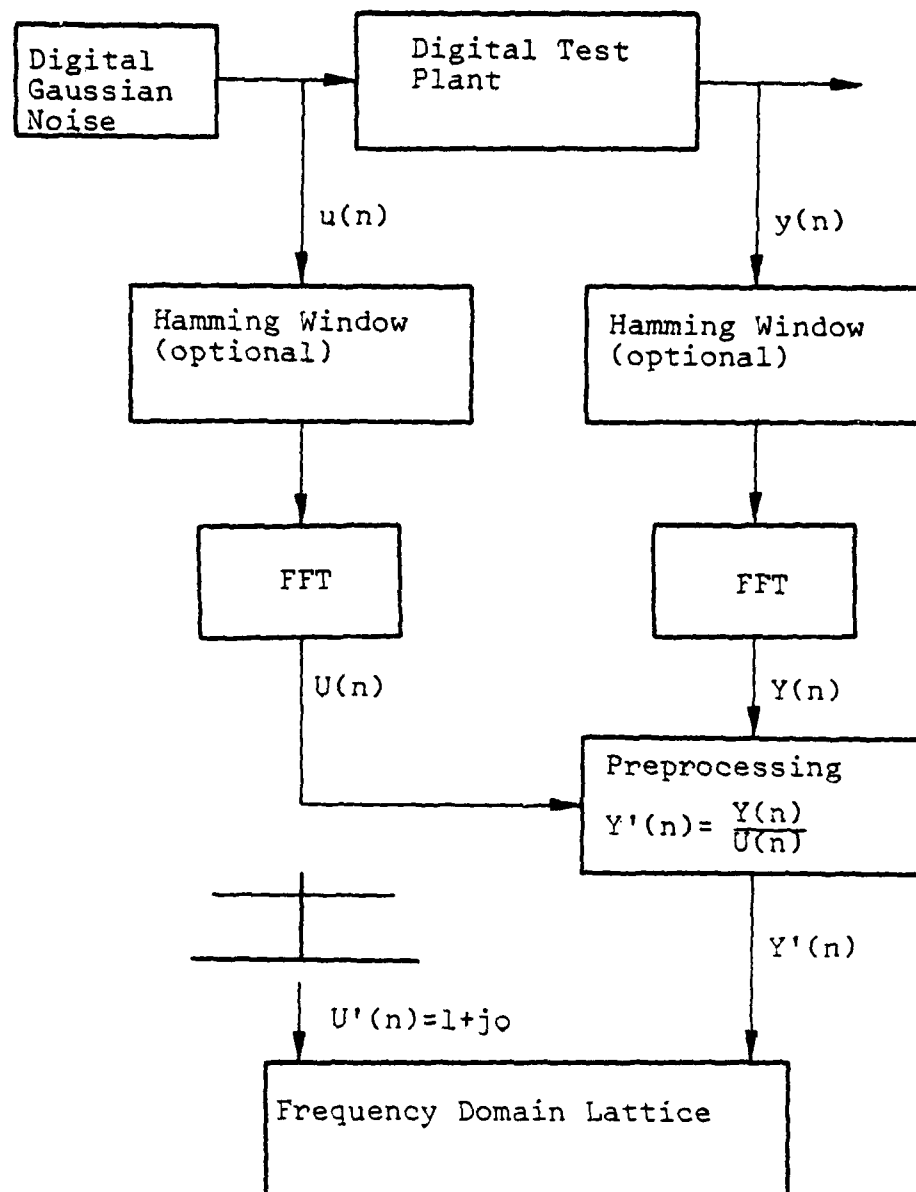 Digital
Gaussian
Noise
Digital Test
Plant
u(n)
y(n)
Hamming Window
(optional)
Hamming Window
(optional)
FFT
FFT
U(n)
Y(n)
Preprocessing
Y'(n)= Y(n)/U(n)
Y'(n)
U'(n)=1+jo
Frequency Domain Lattice